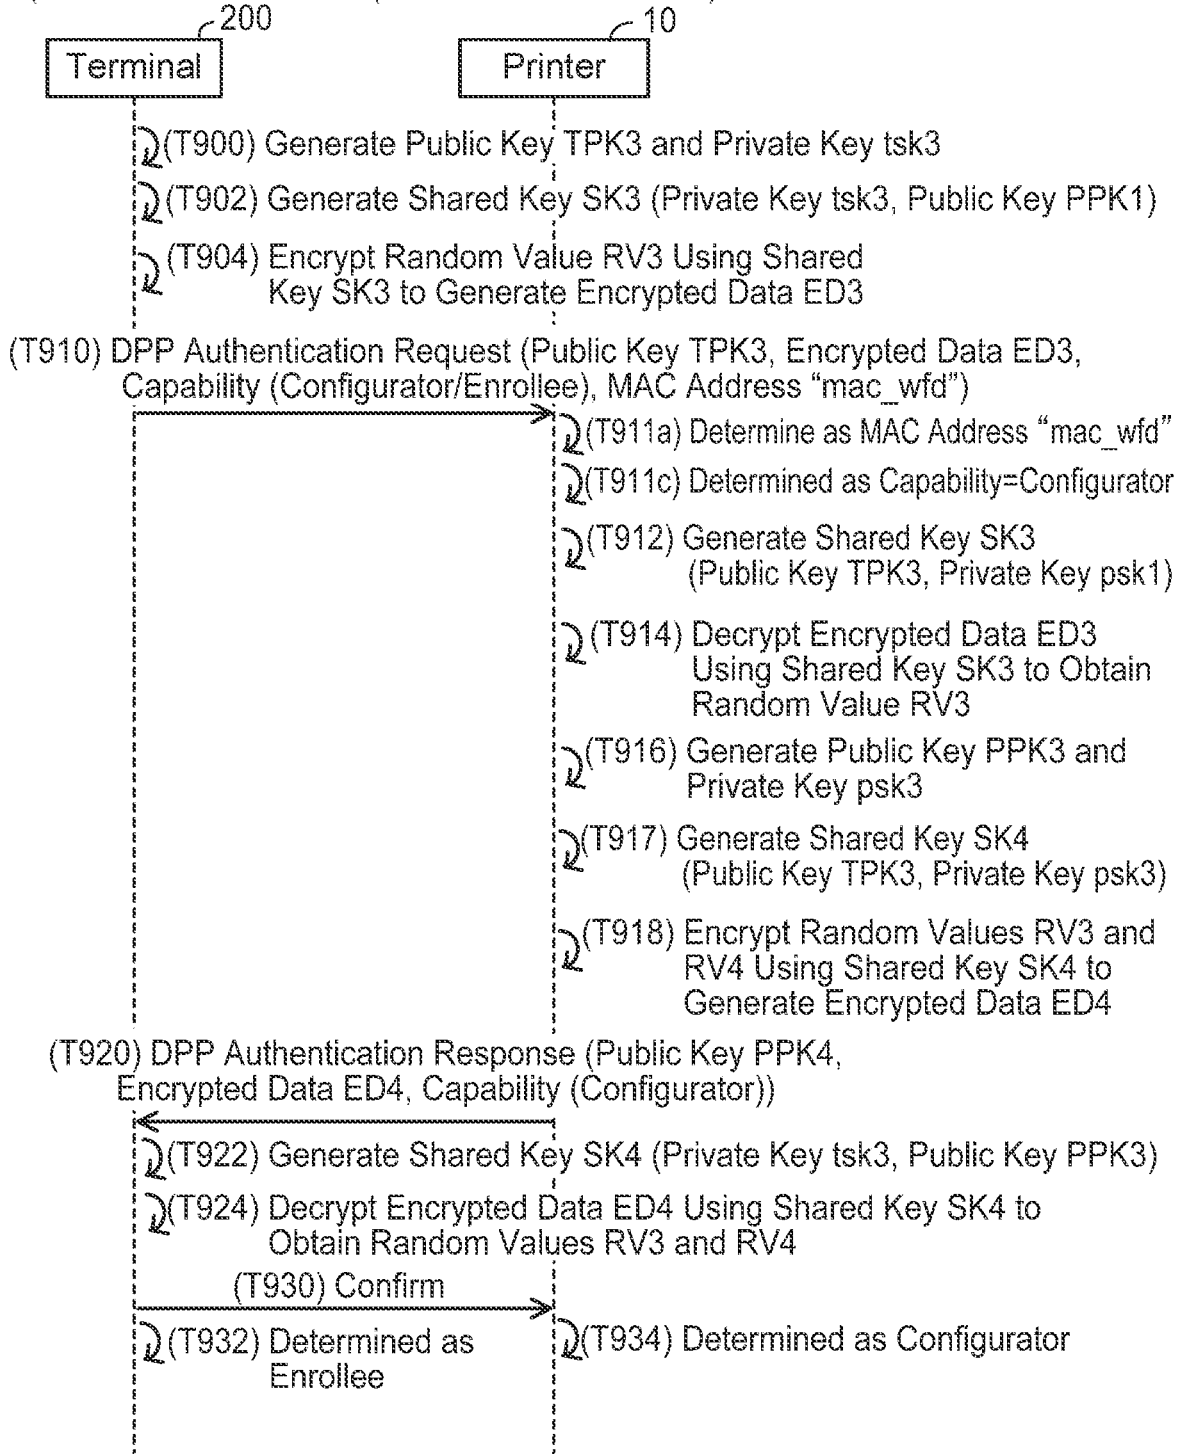 200
10
Terminal
Printer
(T900) Generate Public Key TPK3 and Private Key tsk3
(T902) Generate Shared Key SK3 (Private Key tsk3, Public Key PPK1)
(T904) Encrypt Random Value RV3 Using Shared
Key SK3 to Generate Encrypted Data ED3
(T910) DPP Authentication Request (Public Key TPK3, Encrypted Data ED3,
Capability (Configurator/Enrollee), MAC Address “mac_wfd”)
(T911a) Determine as MAC Address “mac_wfd”
(T911c) Determined as Capability=Configurator
(T912) Generate Shared Key SK3
(Public Key TPK3, Private Key psk1)
(T914) Decrypt Encrypted Data ED3
Using Shared Key SK3 to Obtain
Random Value RV3
(T916) Generate Public Key PPK3 and
Private Key psk3
(T917) Generate Shared Key SK4
(Public Key TPK3, Private Key psk3)
(T918) Encrypt Random Values RV3 and
RV4 Using Shared Key SK4 to
Generate Encrypted Data ED4
(T920) DPP Authentication Response (Public Key PPK4,
Encrypted Data ED4, Capability (Configurator))
(T922) Generate Shared Key SK4 (Private Key tsk3, Public Key PPK3)
(T924) Decrypt Encrypted Data ED4 Using Shared Key SK4 to
Obtain Random Values RV3 and RV4
(T930) Confirm
(T932) Determined as
Enrollee
(T934) Determined as Configurator